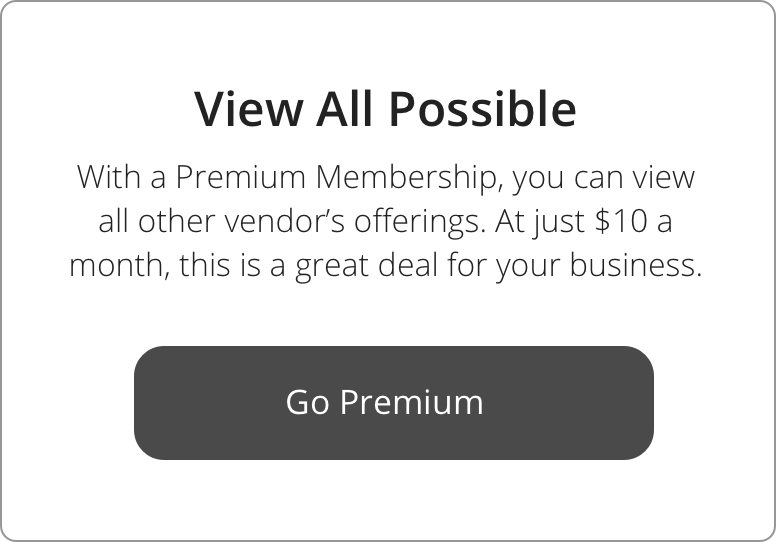 View All Possible
With a Premium Membership, you can view
all other vendor’s offerings. At just $10 a
month, this is a great deal for your business.
Go Premium